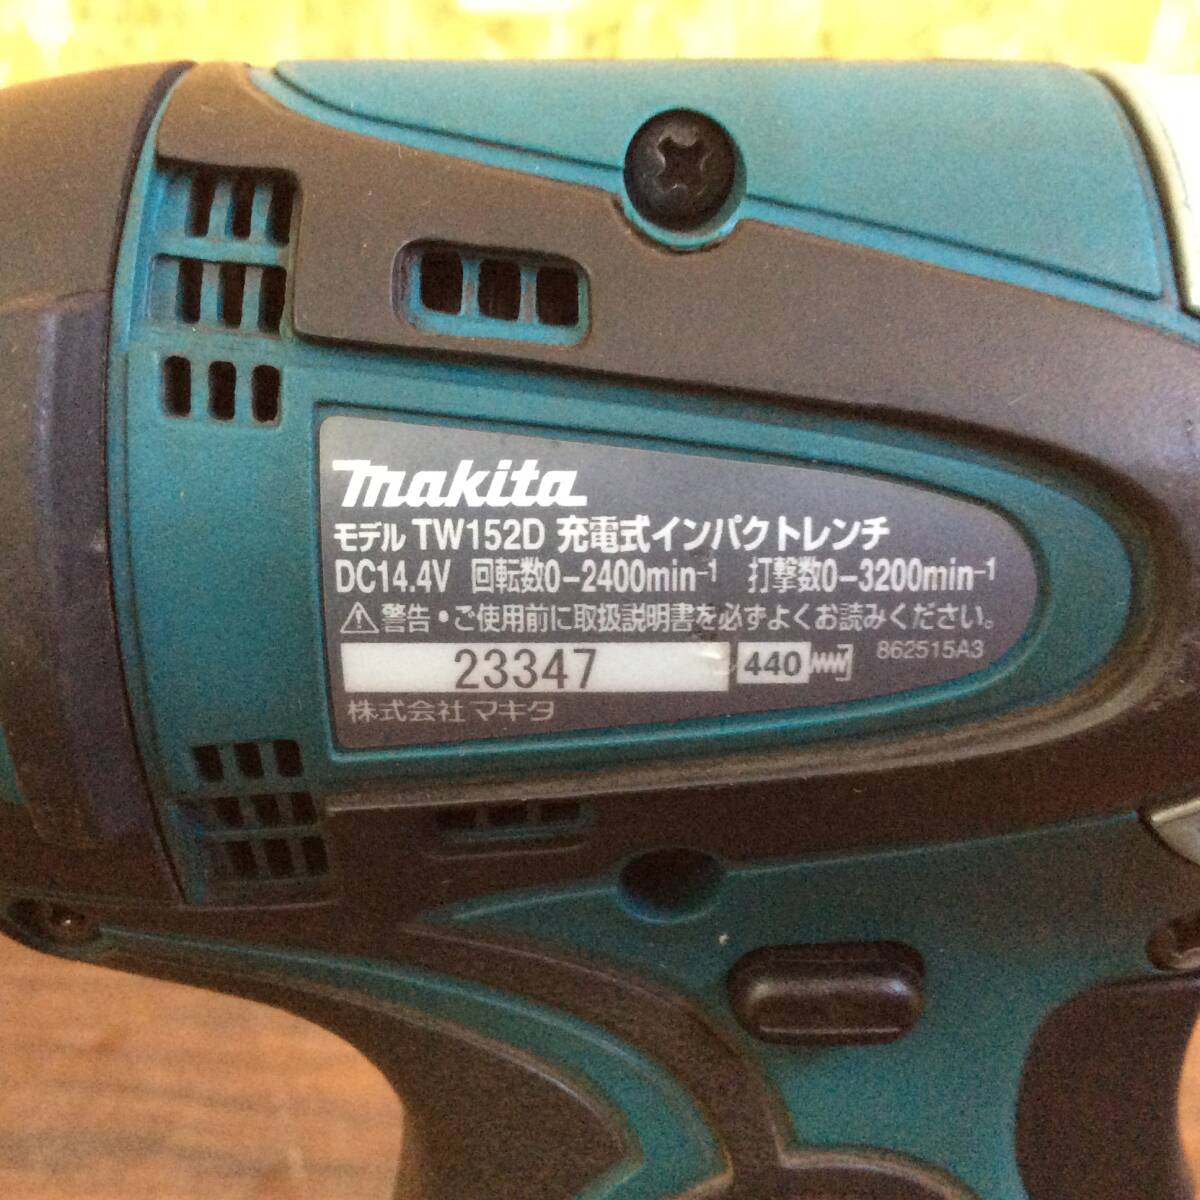 makita
モデル TW152D 充電式インパクトレンチ
DC14.4V 回転数0-2400min⁻¹ 打撃数0-3200min⁻¹
⚠警告・ご使用前に取扱説明書を必ずよくお読みください。
862515A3
23347 440
株式会社マキタ